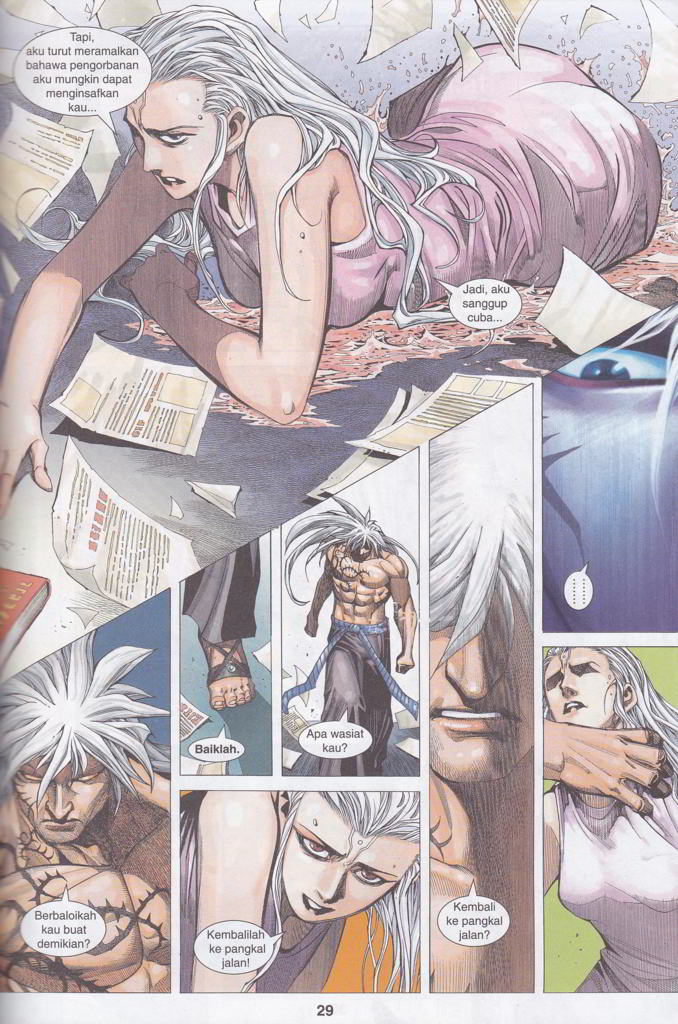 Tapi,
aku turut meramalkan
bahawa pengorbanan
aku mungkin dapat
menginsafkan
kau...
Jadi, aku
sanggup
cuba...
......
Berbaloikah
kau buat
demikian?
Baiklah.
Apa wasiat
kau?
Kembalilah
ke pangkal
jalan!
Kembali
ke pangkal
jalan?
29